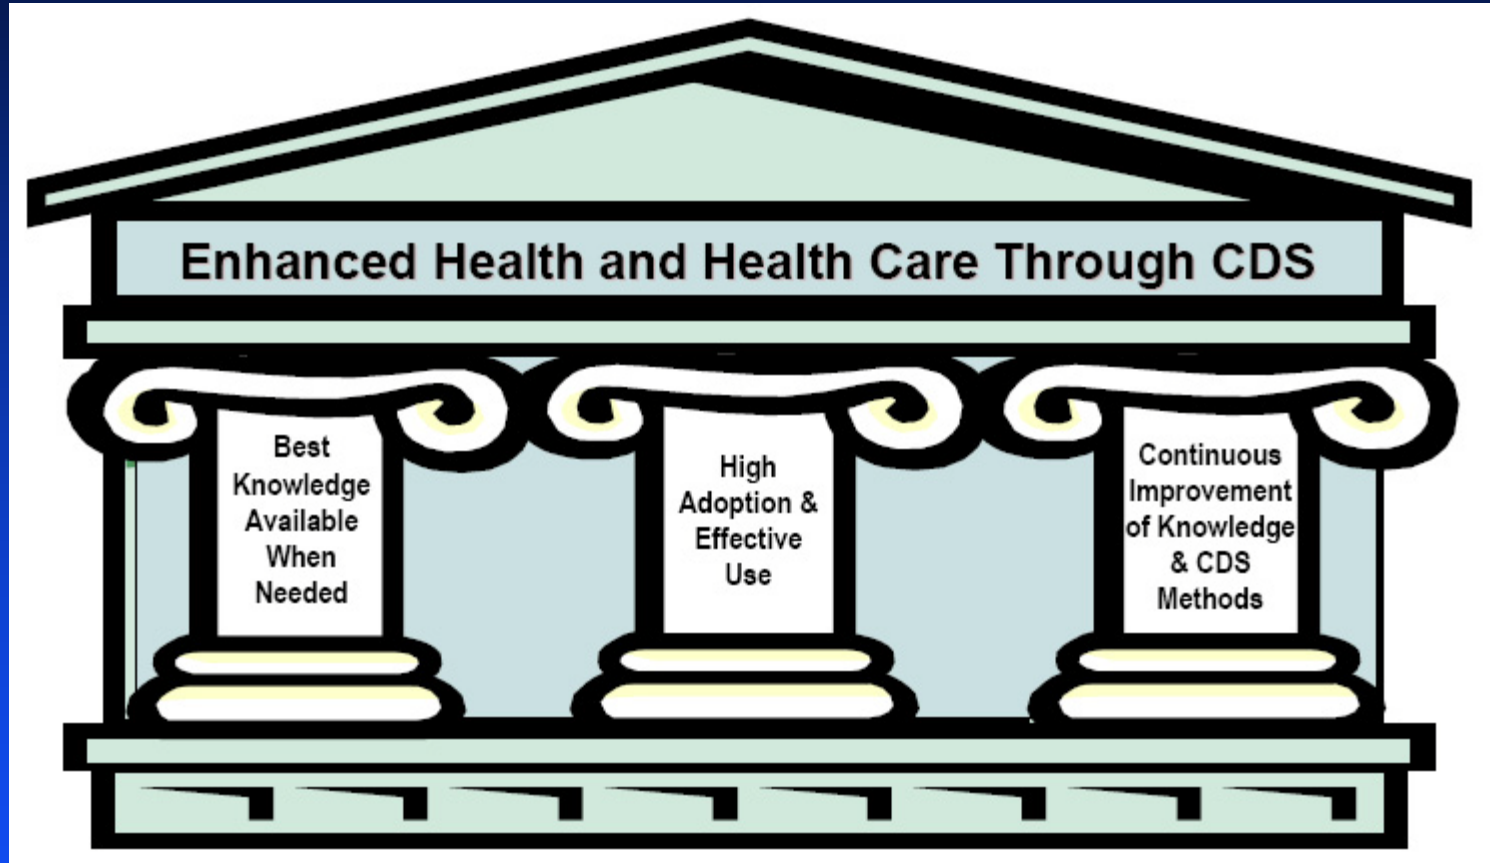 Enhanced Health and Health Care Through CDS
Best
Knowledge
Available
When
Needed
High
Adoption &
Effective
Use
Continuous
Improvement
of Knowledge
& CDS
Methods